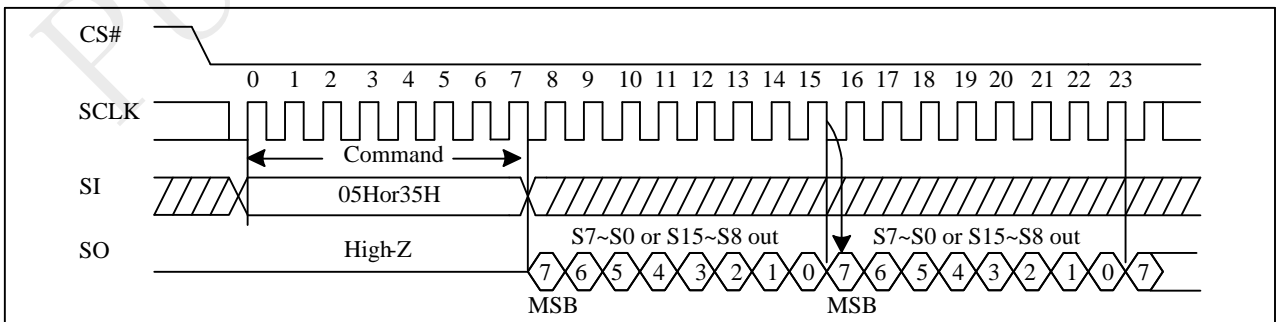 CS#
0 1 2 3 4 5 6 7 8 9 10 11 12 13 14 15 16 17 18 19 20 21 22 23
SCLK
Command
SI
05Hor35H
S7~S0 or S15~S8 out S7~S0 or S15~S8 out
SO
High-Z
7 6 5 4 3 2 1 0 7 6 5 4 3 2 1 0 7
MSB MSB